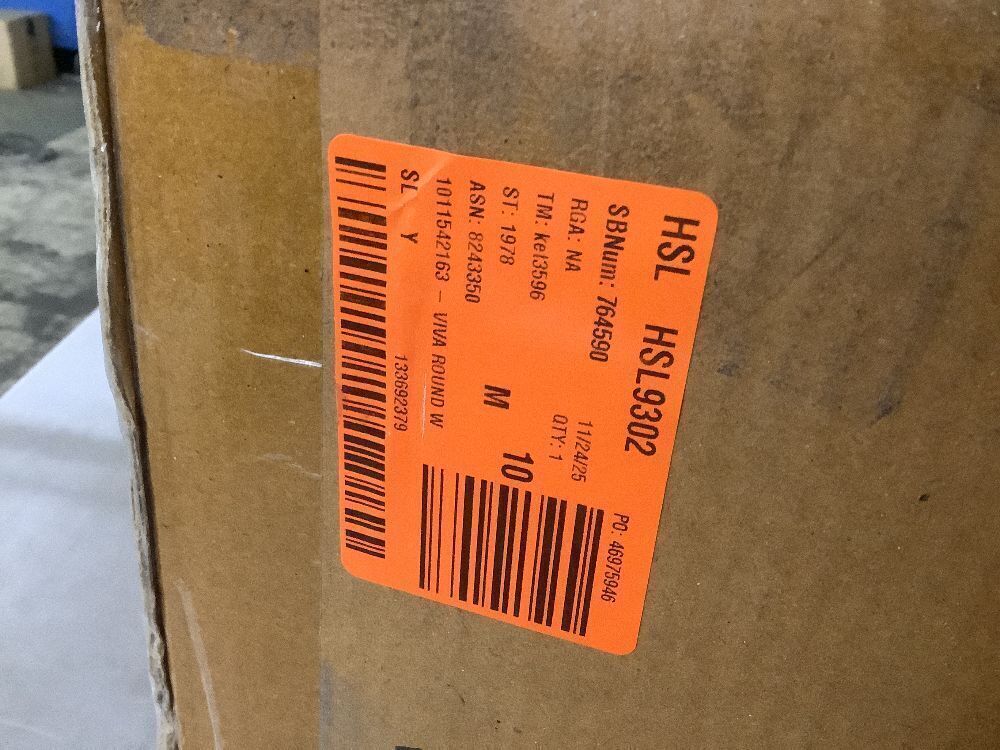 HSL HSL9302
SBNum: 764590
PO: 46975946
RGA: NA
11/24/25
TM: kel3596
QTY: 1
ST: 1978
10
ASN: 8243350
M
1011542163 - VIVA ROUND W
SL Y
133692379